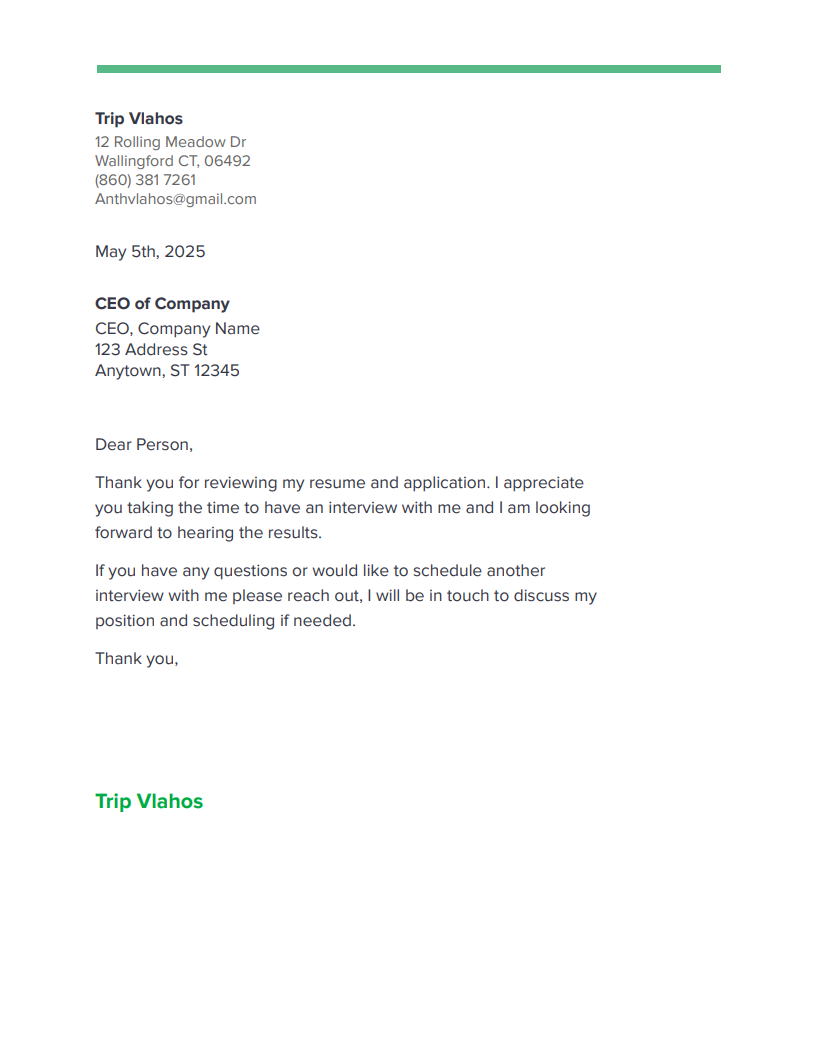 Trip Vlahos
12 Rolling Meadow Dr
Wallingford CT, 06492
(860) 381 7261
Anthvlahos@gmail.com
May 5th, 2025
CEO of Company
CEO, Company Name
123 Address St
Anytown, ST 12345
Dear Person,
Thank you for reviewing my resume and application. I appreciate
you taking the time to have an interview with me and I am looking
forward to hearing the results.
If you have any questions or would like to schedule another
interview with me please reach out, I will be in touch to discuss my
position and scheduling if needed.
Thank you,
Trip Vlahos